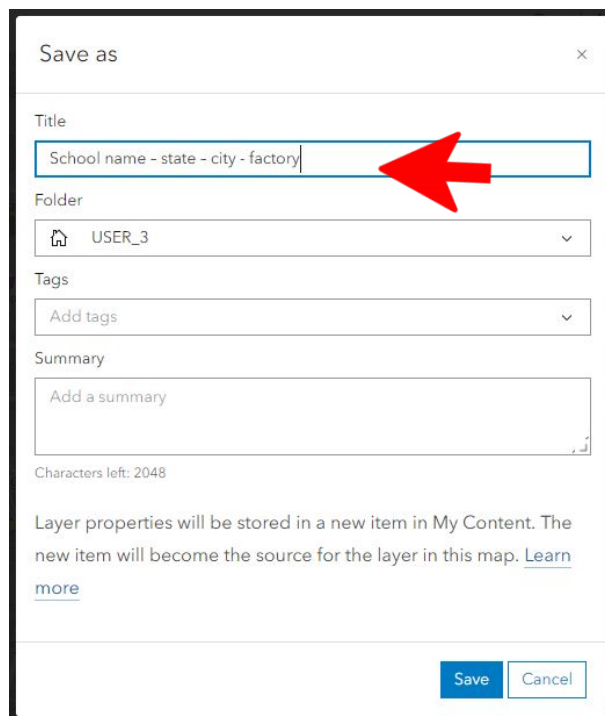 Save as
×
Title
School name – state – city - factory
Folder
USER_3
Tags
Add tags
Summary
Add a summary
Characters left: 2048
Layer properties will be stored in a new item in My Content. The
new item will become the source for the layer in this map. Learn
more
Save Cancel